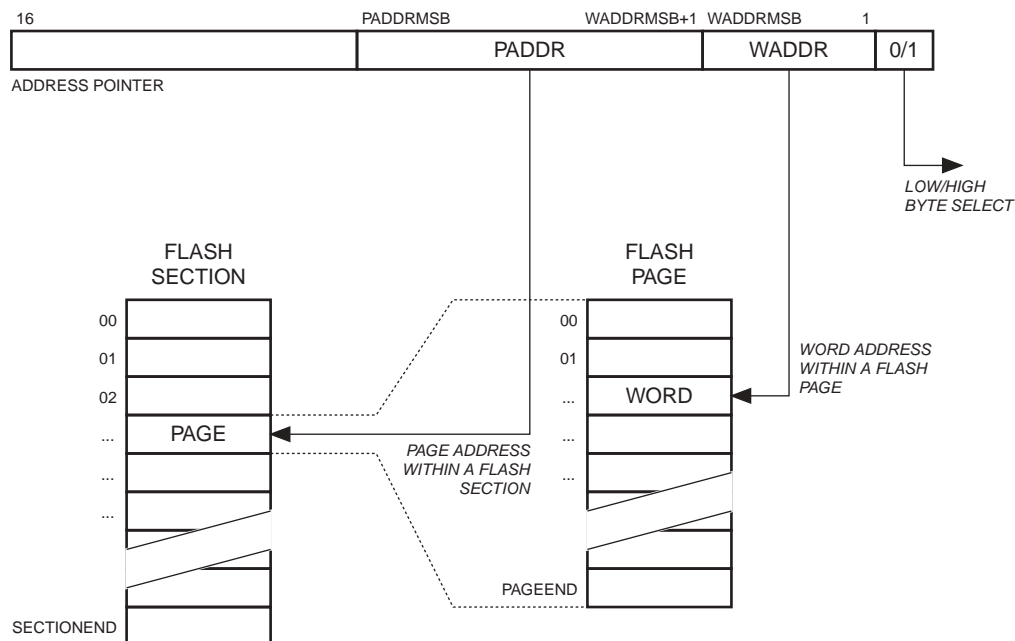 16 PADDRMSB WADDRMSB+1 WADDRMSB 1
PADDR WADDR 0/1
ADDRESS POINTER
LOW/HIGH
BYTE SELECT
FLASH
SECTION
FLASH
PAGE
00
01
02
...
PAGE
...
...
SECTIONEND
00
01
...
WORD
...
...
PAGEEND
WORD ADDRESS
WITHIN A FLASH
PAGE
PAGE ADDRESS
WITHIN A FLASH
SECTION